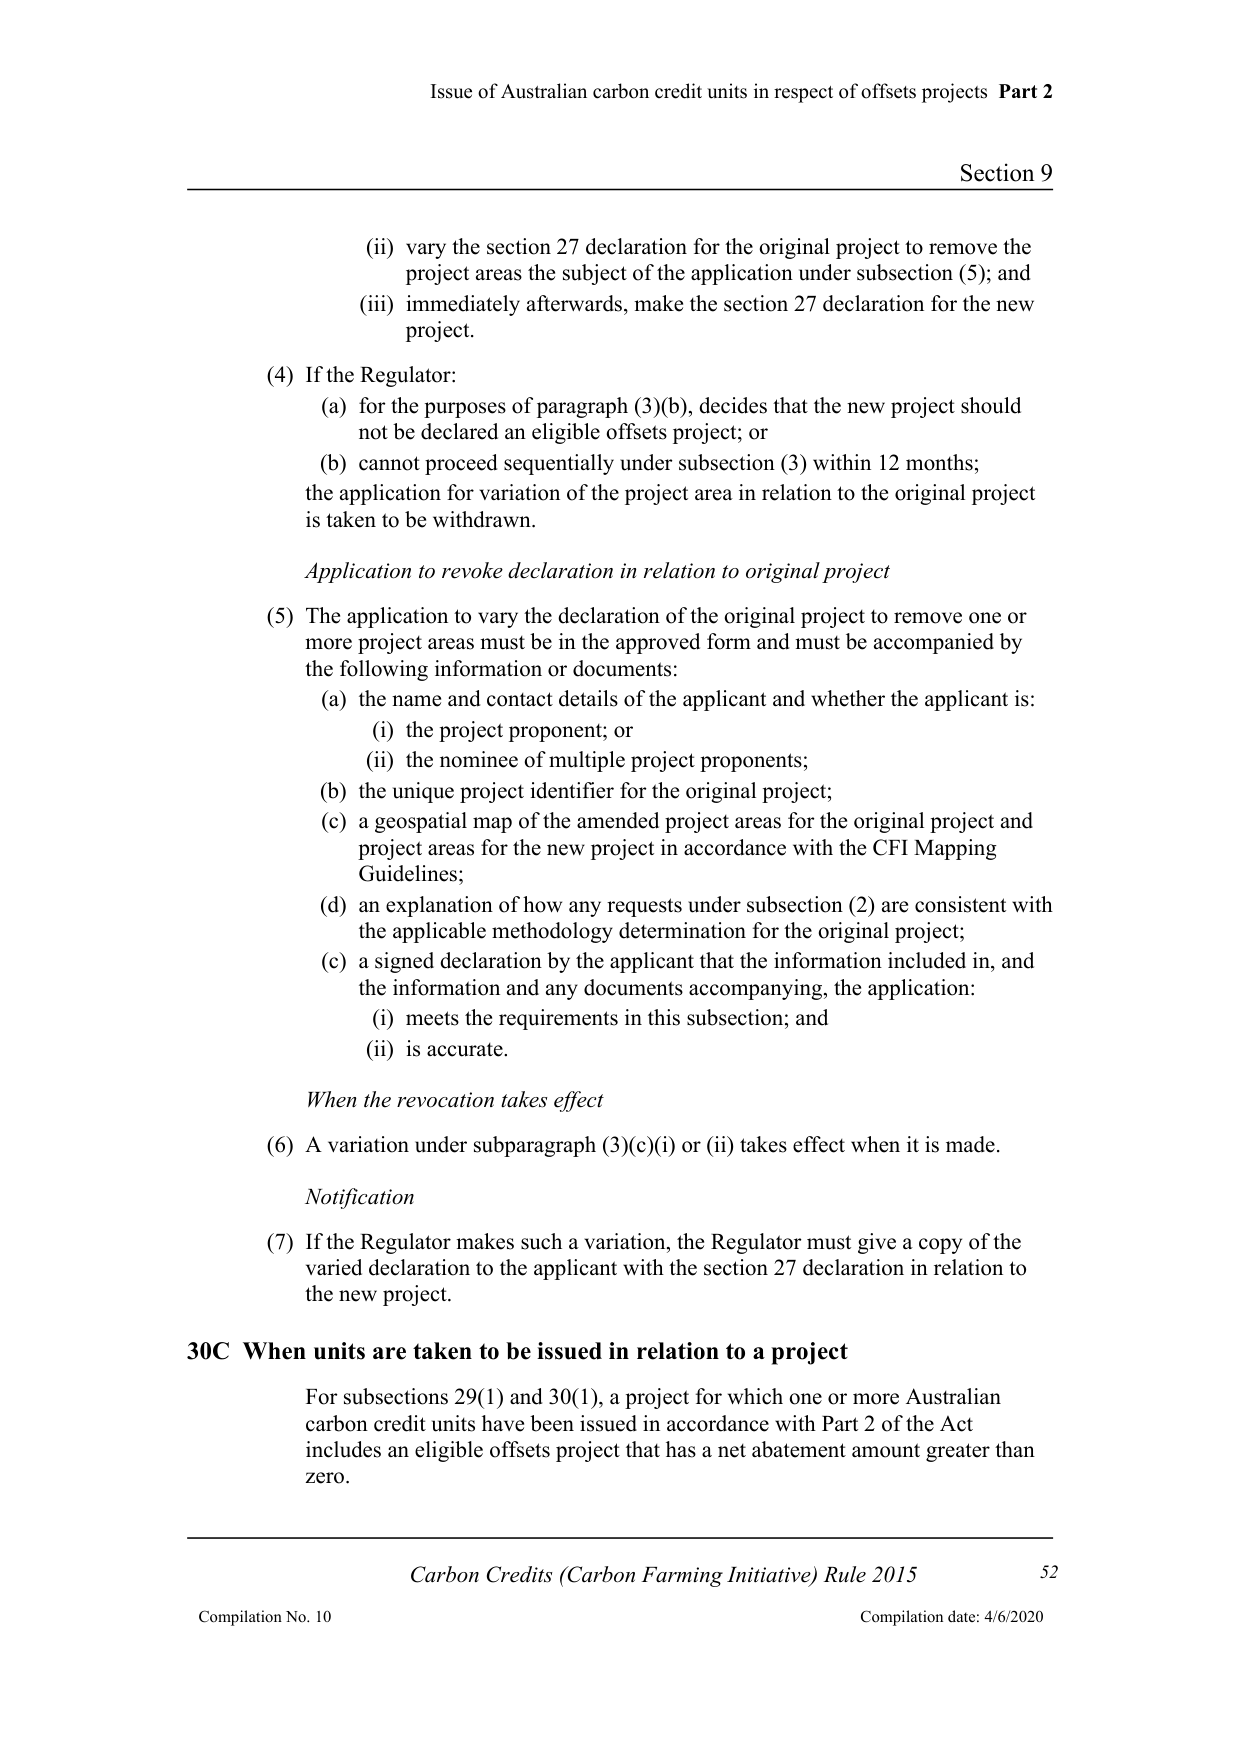 Issue of Australian carbon credit units in respect of offsets projects Part 2
Section 9
(ii) vary the section 27 declaration for the original project to remove the
project areas the subject of the application under subsection (5); and
(iii) immediately afterwards, make the section 27 declaration for the new
project.
(4) If the Regulator:
(a) for the purposes of paragraph (3)(b), decides that the new project should
not be declared an eligible offsets project; or
(b) cannot proceed sequentially under subsection (3) within 12 months;
the application for variation of the project area in relation to the original project
is taken to be withdrawn.
Application to revoke declaration in relation to original project
(5) The application to vary the declaration of the original project to remove one or
more project areas must be in the approved form and must be accompanied by
the following information or documents:
(a) the name and contact details of the applicant and whether the applicant is:
(i) the project proponent; or
(ii) the nominee of multiple project proponents;
(b) the unique project identifier for the original project;
(c) a geospatial map of the amended project areas for the original project and
project areas for the new project in accordance with the CFI Mapping
Guidelines;
(d) an explanation of how any requests under subsection (2) are consistent with
the applicable methodology determination for the original project;
(c) a signed declaration by the applicant that the information included in, and
the information and any documents accompanying, the application:
(i) meets the requirements in this subsection; and
(ii) is accurate.
When the revocation takes effect
(6) A variation under subparagraph (3)(c)(i) or (ii) takes effect when it is made.
Notification
(7) If the Regulator makes such a variation, the Regulator must give a copy of the
varied declaration to the applicant with the section 27 declaration in relation to
the new project.
30C When units are taken to be issued in relation to a project
For subsections 29(1) and 30(1), a project for which one or more Australian
carbon credit units have been issued in accordance with Part 2 of the Act
includes an eligible offsets project that has a net abatement amount greater than
zero.
Carbon Credits (Carbon Farming Initiative) Rule 2015 52
Compilation No. 10 Compilation date: 4/6/2020